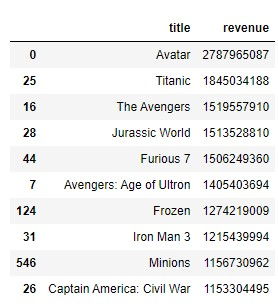 title revenue
0 Avatar 2787965087
25 Titanic 1845034188
16 The Avengers 1519557910
28 Jurassic World 1513528810
44 Furious 7 1506249360
7 Avengers: Age of Ultron 1405403694
124 Frozen 1274219009
31 Iron Man 3 1215439994
546 Minions 1156730962
26 Captain America: Civil War 1153304495